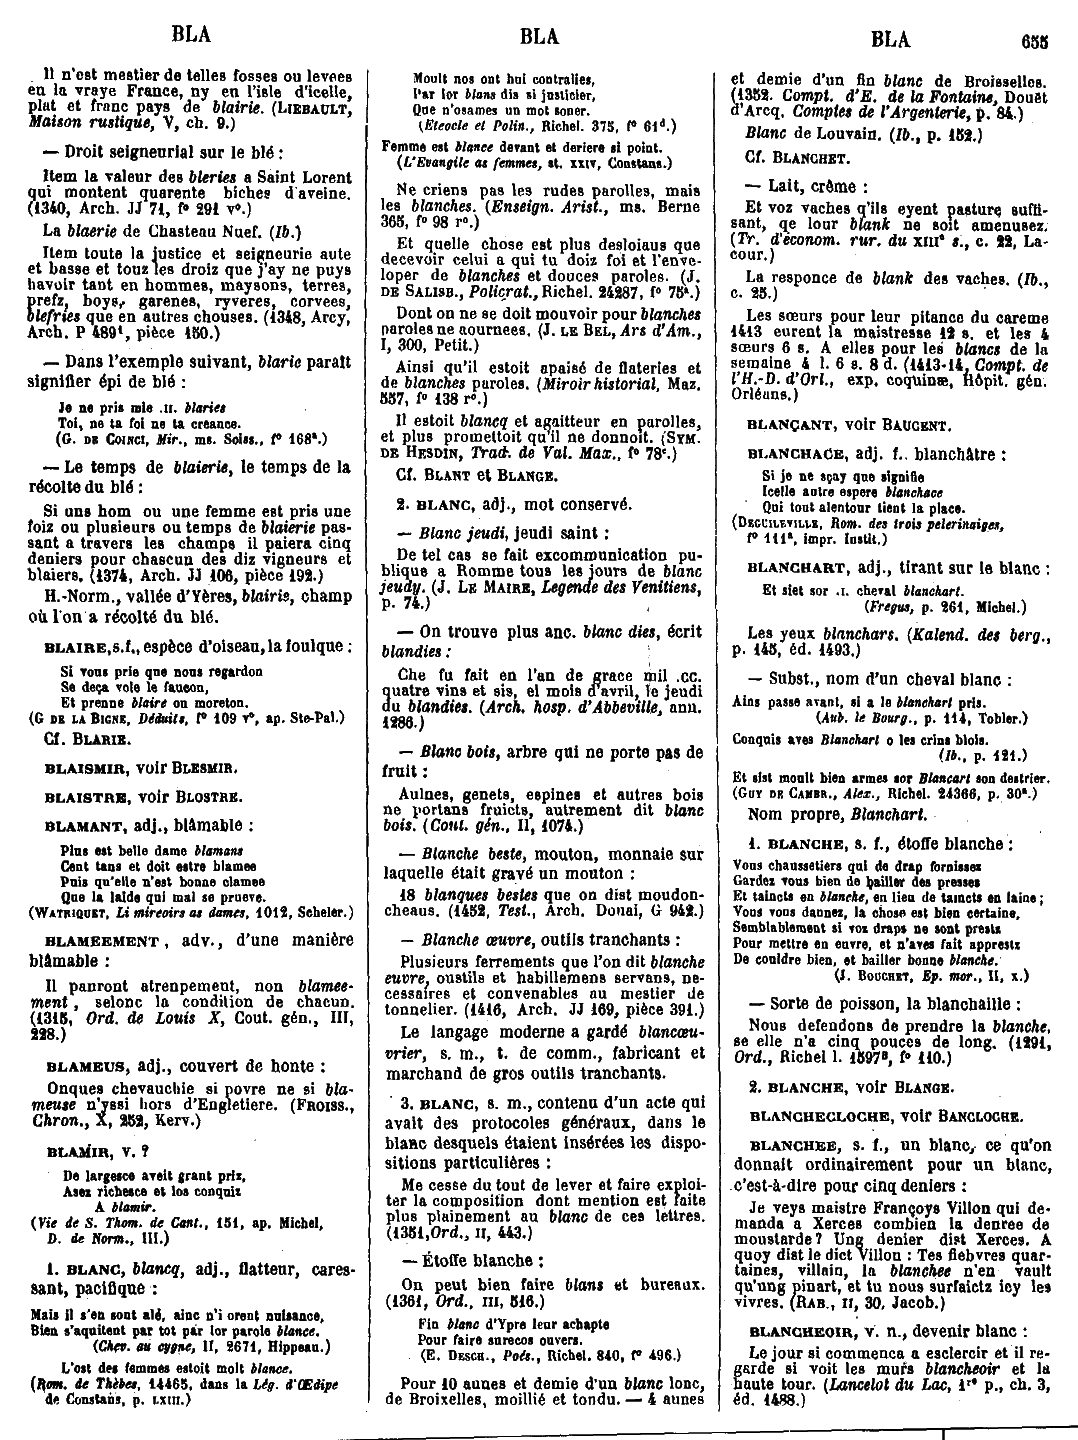 BLA
BLA
BLA
655
Il n'est mestier de telles fosses ou levees
en la vraye France, ny en l'isle d'icelle,
plat et franc pays de blairie. (LIEBAULT,
Maison rustique, V, ch. 9.)
— Droit seigneurial sur le blé :
Item la valeur des bleries a Saint Lorent
qui montent quarente biches d'aveine.
(1340, Arch. JJ 71, f° 291 v°.)
La blaerie de Chasteau Nuef. (Ib.)
Item toute la justice et seigneurie aute
et basse et touz les droiz que j'ay ne puys
havoir tant en hommes, maysons, terres,
prefz, boys, garenes, ryveres, corvees,
blefries que en autres chouses. (1348, Arcy,
Arch. P 489¹, pièce 150.)
— Dans l'exemple suivant, blarie paraît
signifier épi de blé :
Je ne pris mie .II. blaries
Toi, ne ta foi ne ta creance.
(G. DE COINCI, Mir., ms. Soiss., f° 168ª.)
— Le temps de blaierie, le temps de la
récolte du blé :
Si uns hom ou une femme est pris une
foiz ou plusieurs ou temps de blaierie pas-
sant a travers les champs il paiera cinq
deniers pour chascun des diz vigneurs et
blaiers. (1374, Arch. JJ 106, pièce 192.)
H.-Norm., vallée d'Yères, blairis, champ
où l'on a récolté du blé.
BLAIRE, s.f., espèce d'oiseau, la foulque :
Si vous prie que nous regardon
Se deça vole le faucon,
Et prenne blaire ou moreton.
(G DE LA BIGNE, Déduits, f° 109 v°, ap. Ste-Pal.)
Cf. BLARIE.
BLAISMIR, voir BLESMIR.
BLAISTRE, voir BLOSTRE.
BLAMANT, adj., blâmable :
Plus est belle dame blamans
Cent tans et doit estre blamee
Puis qu'elle n'est bonne clamee
Que la laide qui mal se prueve.
(WATRIQUET, Li mireoirs as dames, 1012, Scheler.)
BLAMEEMENT, adv., d'une manière
blâmable :
Il panront atrenpement, non blamee-
ment, selonc la condition de chacun.
(1315, Ord. de Louis X, Cout. gén., III,
228.)
BLAMEUS, adj., couvert de honte :
Onques chevauchie si povre ne si bla-
meuse n'yssi hors d'Engletiere. (FROISS.,
Chron., X, 252, Kerv.)
BLAMIR, v. ?
De largesce aveit grant priz,
Asez richesce et los conquiz
A blamir.
(Vie de S. Thom. de Cant., 151, ap. Michel,
D. de Norm., III.)
1. BLANC, blancq, adj., flatteur, cares-
sant, pacifique :
Mais il s'en sont alé, ainc n'i orent nuisance,
Bien s'aquitent par tot par lor parole blance.
(Chev. au cygne, II, 2671, Hippeau.)
L'ost des femmes estoit molt blance.
(Rom. de Thèbes, 14465, dans la Lég. d'Œdipe
de Constans, p. LXIII.)
Moult nos ont hui contralies,
Par lor blans dis si justicier,
Que n'osames un mot soner.
(Eteocle et Polin., Richel. 375, f° 61ᵈ.)
Femme est blance devant et deriere si point.
(L'Evangile as femmes, st. XXIV, Constans.)
Ne criens pas les rudes parolles, mais
les blanches. (Enseign. Arist., ms. Berne
365, f° 98 r°.)
Et quelle chose est plus desloiaus que
decevoir celui a qui tu doiz foi et l'enve-
loper de blanches et douces paroles. (J.
DE SALISB., Policrat., Richel. 24287, f° 75ª.)
Dont on ne se doit mouvoir pour blanches
paroles ne aournees. (J. LE BEL, Ars d'Am.,
I, 300, Petit.)
Ainsi qu'il estoit apaisé de flateries et
de blanches paroles. (Miroir historial, Maz.
557, f° 138 r°.)
Il estoit blancq et agaitteur en parolles,
et plus promettoit qu'il ne donnoit. (SYM.
DE HESDIN, Trad. de Val. Max., f° 78ᶜ.)
Cf. BLANT et BLANGE.
2. BLANC, adj., mot conservé.
— Blanc jeudi, jeudi saint :
De tel cas se fait excommunication pu-
blique a Romme tous les jours de blanc
jeudy. (J. LE MAIRE, Legende des Venitiens,
p. 74.)
— On trouve plus anc. blanc dies, écrit
blandies :
Che fu fait en l'an de grace mil .CC.
quatre vins et sis, el mois d'avril, le jeudi
du blandies. (Arch. hosp. d'Abbeville, ann.
1286.)
— Blanc bois, arbre qui ne porte pas de
fruit :
Aulnes, genets, espines et autres bois
ne portans fruicts, autrement dit blanc
bois. (Cout. gén., II, 1074.)
— Blanche beste, mouton, monnaie sur
laquelle était gravé un mouton :
18 blanques bestes que on dist moudon-
cheaus. (1452, Test., Arch. Douai, G 942.)
— Blanche œuvre, outils tranchants :
Plusieurs ferrements que l'on dit blanche
euvre, oustils et habillemens servans, ne-
cessaires et convenables au mestier de
tonnelier. (1416, Arch. JJ 169, pièce 391.)
Le langage moderne a gardé blancœu-
vrier, s. m., t. de comm., fabricant et
marchand de gros outils tranchants.
3. BLANC, s. m., contenu d'un acte qui
avait des protocoles généraux, dans le
blanc desquels étaient insérées les dispo-
sitions particulières :
Me cesse du tout de lever et faire exploi-
ter la composition dont mention est faite
plus plainement au blanc de ces lettres.
(1351, Ord., II, 443.)
— Étoffe blanche :
On peut bien faire blans et bureaux.
(1361, Ord., III, 516.)
Fin blanc d'Ypre leur achapte
Pour faire surcos ouvers.
(E. DESCH., Poés., Richel. 840, f° 496.)
Pour 10 aunes et demie d'un blanc lonc,
de Broixelles, moillié et tondu. — 4 aunes
et demie d'un fin blanc de Broisselles.
(1352. Compt. d'E. de la Fontaine, Douët
d'Arcq, Comptes de l'Argenterie, p. 84.)
Blanc de Louvain. (Ib., p. 152.)
Cf. BLANCHET.
— Lait, crême :
Et voz vaches q'ils eyent pasture suffi-
sant, qe lour blank ne soit amenusez.
(Tr. d'éconem. rur. du XIIIᵉ s., c. 22, La-
cour.)
La responce de blank des vaches. (Ib.,
c. 25.)
Les sœurs pour leur pitance du careme
1413 eurent la maistresse 12 s. et les 4
sœurs 6 s. A elles pour les blancs de la
semaine 4 l. 6 s. 8 d. (1413-14, Compt. de
l'H.-D. d'Orl., exp. coquinæ, Hôpit. gén.
Orléans.)
BLANÇANT, voir BAUCENT.
BLANCHACE, adj. f., blanchâtre :
Si je ne sçay que signifie
Icelle autre espere blanchace
Qui tout alentour tient la place.
(DEGUILEVILLE, Rom. des trois pelerinaiges,
f° 111ª, impr. Instit.)
BLANCHART, adj., tirant sur le blanc :
Et siet sor .I. cheval blanchart.
(Fregus, p. 261, Michel.)
Les yeux blanchars. (Kalend. des berg.,
p. 145, éd. 1493.)
— Subst., nom d'un cheval blanc :
Ains passe avant, si a le blanchart pris.
(Aub. le Bourg., p. 114, Tobler.)
Conquis aves Blanchart o les crins blois.
(Ib., p. 121.)
Et sist moult bien armes sor Blancart son destrier.
(GUY DE CAMBR., Alex., Richel. 24366, p. 30ª.)
Nom propre, Blanchart.
1. BLANCHE, s. f., étoffe blanche :
Vous chaussetiers qui de drap fornissez
Gardez vous bien de bailler des presses
Et taincts en blanche, en lieu de taincts en laine ;
Vous vous dannez, la chose est bien certaine,
Semblablement si voz draps ne sont prestz
Pour mettre en euvre, et n'aves fait apprestz
De couldre bien, et bailler bonne blanche.
(J. BOUCHET, Ep. mor., II, x.)
— Sorte de poisson, la blanchaille :
Nous defendons de prendre la blanche,
se elle n'a cinq pouces de long. (1291,
Ord., Richel l. 1597ᴮ, f° 110.)
2. BLANCHE, voir BLANGE.
BLANCHECLOCHE, voir BANCLOCHE.
BLANCHEE, s. f., un blanc, ce qu'on
donnait ordinairement pour un blanc,
c'est-à-dire pour cinq deniers :
Je veys maistre Françoys Villon qui de-
manda a Xerces combien la denree de
moustarde? Ung denier dist Xerces. A
quoy dist le dict Villon : Tes fiebvres quar-
taines, villain, la blanchee n'en vault
qu'ung pinart, et tu nous surfaictz icy les
vivres. (RAB., II, 30, Jacob.)
BLANCHEOIR, v. n., devenir blanc :
Le jour si commenca a esclercir et il re-
garde si voit les murs blancheoir et la
haute tour. (Lancelot du Lac, 1ʳᵉ p., ch. 3,
éd. 1488.)